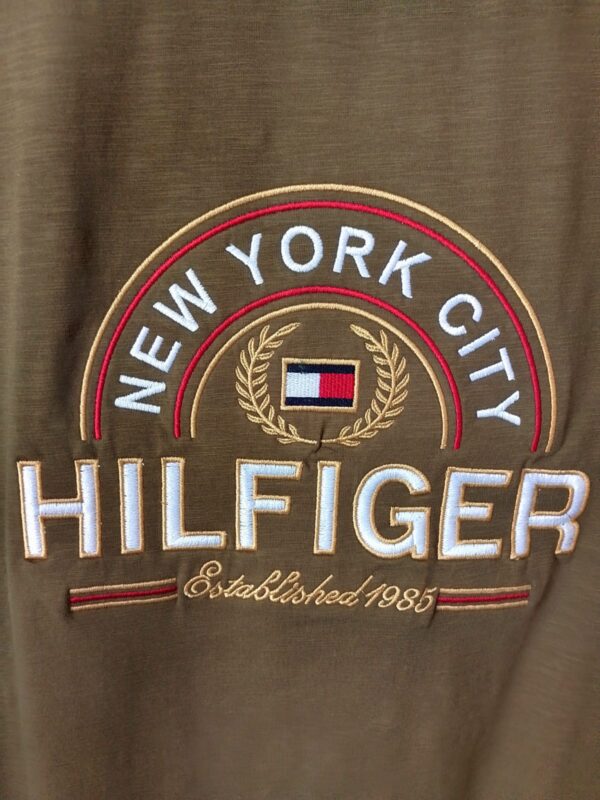 NEW YORK CITY
HILFIGER
Established 1985